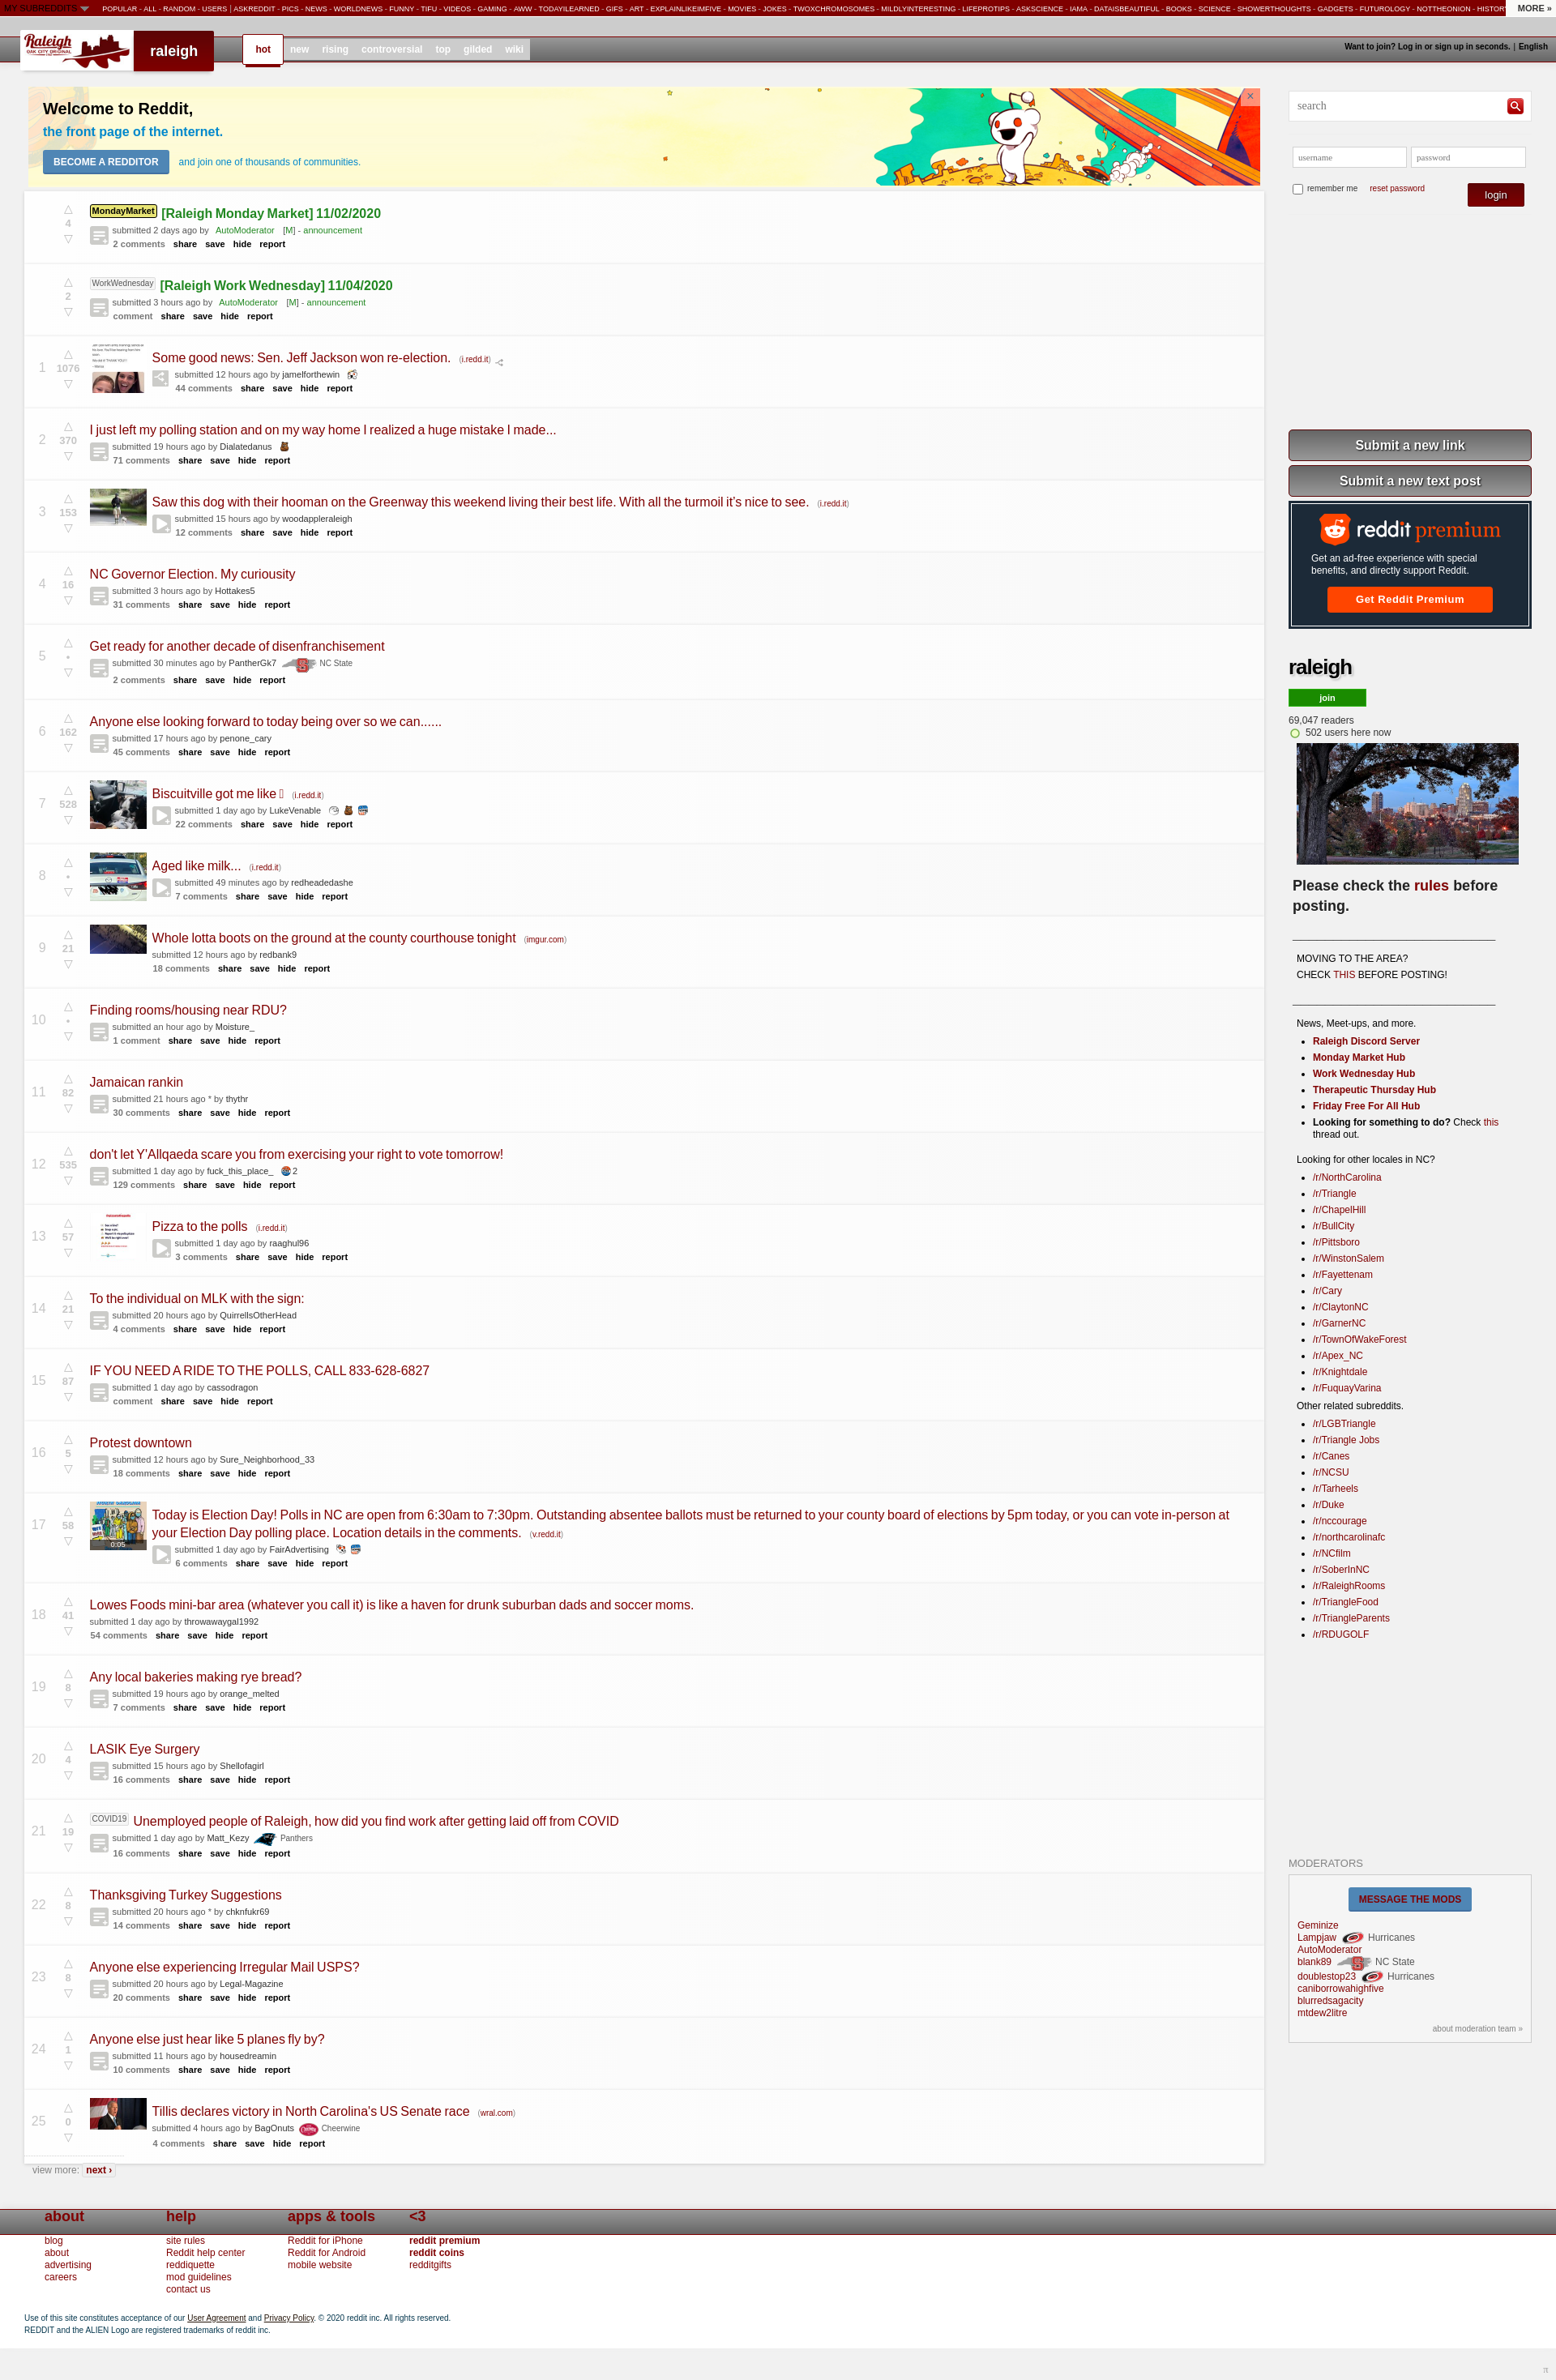 MY SUBREDDITS POPULAR - ALL - RANDOM - USERS | ASKREDDIT - PICS - NEWS - WORLDNEWS - FUNNY - TIFU - VIDEOS - GAMING - AWW - TODAYILEARNED - GIFS - ART - EXPLAINLIKEIMFIVE - MOVIES - JOKES - TWOXCHROMOSOMES - MILDLYINTERESTING - LIFEPROTIPS - ASKSCIENCE - IAMA - DATAISBEAUTIFUL - BOOKS - SCIENCE - SHOWERTHOUGHTS - GADGETS - FUTUROLOGY - NOTTHEONION - HISTORY MORE »
Raleigh
OAK CITY ORIGINAL
raleigh
hot new rising controversial top gilded wiki
Want to join? Log in or sign up in seconds. | English
Welcome to Reddit,
the front page of the internet.
BECOME A REDDITOR and join one of thousands of communities.
×
4
MondayMarket [Raleigh Monday Market] 11/02/2020
submitted 2 days ago by AutoModerator [M] - announcement
2 comments share save hide report
2
WorkWednesday [Raleigh Work Wednesday] 11/04/2020
submitted 3 hours ago by AutoModerator [M] - announcement
comment share save hide report
1 1076
Some good news: Sen. Jeff Jackson won re-election. (i.redd.it)
submitted 12 hours ago by jamelforthewin
44 comments share save hide report
2 370
I just left my polling station and on my way home I realized a huge mistake I made...
submitted 19 hours ago by Dialatedanus
71 comments share save hide report
3 153
Saw this dog with their hooman on the Greenway this weekend living their best life. With all the turmoil it's nice to see. (i.redd.it)
submitted 15 hours ago by woodappleraleigh
12 comments share save hide report
4 16
NC Governor Election. My curiousity
submitted 3 hours ago by Hottakes5
31 comments share save hide report
5 •
Get ready for another decade of disenfranchisement
submitted 30 minutes ago by PantherGk7 NC State
2 comments share save hide report
6 162
Anyone else looking forward to today being over so we can......
submitted 17 hours ago by penone_cary
45 comments share save hide report
7 528
Biscuitville got me like (i.redd.it)
submitted 1 day ago by LukeVenable
22 comments share save hide report
8 •
Aged like milk... (i.redd.it)
submitted 49 minutes ago by redheadedashe
7 comments share save hide report
9 21
Whole lotta boots on the ground at the county courthouse tonight (imgur.com)
submitted 12 hours ago by redbank9
18 comments share save hide report
10 •
Finding rooms/housing near RDU?
submitted an hour ago by Moisture_
1 comment share save hide report
11 82
Jamaican rankin
submitted 21 hours ago * by thythr
30 comments share save hide report
12 535
don't let Y'Allqaeda scare you from exercising your right to vote tomorrow!
submitted 1 day ago by fuck_this_place_ 2
129 comments share save hide report
13 57
Pizza to the polls (i.redd.it)
submitted 1 day ago by raaghul96
3 comments share save hide report
14 21
To the individual on MLK with the sign:
submitted 20 hours ago by QuirrellsOtherHead
4 comments share save hide report
15 87
IF YOU NEED A RIDE TO THE POLLS, CALL 833-628-6827
submitted 1 day ago by cassodragon
comment share save hide report
16 5
Protest downtown
submitted 12 hours ago by Sure_Neighborhood_33
18 comments share save hide report
17 58
0:05
Today is Election Day! Polls in NC are open from 6:30am to 7:30pm. Outstanding absentee ballots must be returned to your county board of elections by 5pm today, or you can vote in-person at
your Election Day polling place. Location details in the comments. (v.redd.it)
submitted 1 day ago by FairAdvertising
6 comments share save hide report
18 41
Lowes Foods mini-bar area (whatever you call it) is like a haven for drunk suburban dads and soccer moms.
submitted 1 day ago by throwawaygal1992
54 comments share save hide report
19 8
Any local bakeries making rye bread?
submitted 19 hours ago by orange_melted
7 comments share save hide report
20 4
LASIK Eye Surgery
submitted 15 hours ago by Shellofagirl
16 comments share save hide report
21 19
COVID19 Unemployed people of Raleigh, how did you find work after getting laid off from COVID
submitted 1 day ago by Matt_Kezy Panthers
16 comments share save hide report
22 8
Thanksgiving Turkey Suggestions
submitted 20 hours ago * by chknfukr69
14 comments share save hide report
23 8
Anyone else experiencing Irregular Mail USPS?
submitted 20 hours ago by Legal-Magazine
20 comments share save hide report
24 1
Anyone else just hear like 5 planes fly by?
submitted 11 hours ago by housedreamin
10 comments share save hide report
25 0
Tillis declares victory in North Carolina's US Senate race (wral.com)
submitted 4 hours ago by BagOnuts Cheerwine
4 comments share save hide report
view more: next ›
search
username password
remember me reset password login
Submit a new link
Submit a new text post
reddit premium
Get an ad-free experience with special
benefits, and directly support Reddit.
Get Reddit Premium
raleigh
join
69,047 readers
502 users here now
Please check the rules before
posting.
MOVING TO THE AREA?
CHECK THIS BEFORE POSTING!
News, Meet-ups, and more.
Raleigh Discord Server
Monday Market Hub
Work Wednesday Hub
Therapeutic Thursday Hub
Friday Free For All Hub
Looking for something to do? Check this
thread out.
Looking for other locales in NC?
/r/NorthCarolina
/r/Triangle
/r/ChapelHill
/r/BullCity
/r/Pittsboro
/r/WinstonSalem
/r/Fayettenam
/r/Cary
/r/ClaytonNC
/r/GarnerNC
/r/TownOfWakeForest
/r/Apex_NC
/r/Knightdale
/r/FuquayVarina
Other related subreddits.
/r/LGBTriangle
/r/Triangle Jobs
/r/Canes
/r/NCSU
/r/Tarheels
/r/Duke
/r/nccourage
/r/northcarolinafc
/r/NCfilm
/r/SoberInNC
/r/RaleighRooms
/r/TriangleFood
/r/TriangleParents
/r/RDUGOLF
MODERATORS
MESSAGE THE MODS
Geminize
Lampjaw Hurricanes
AutoModerator
blank89 NC State
doublestop23 Hurricanes
caniborrowahighfive
blurredsagacity
mtdew2litre
about moderation team »
about help apps & tools <3
blog site rules Reddit for iPhone reddit premium
about Reddit help center Reddit for Android reddit coins
advertising reddiquette mobile website redditgifts
careers mod guidelines
contact us
Use of this site constitutes acceptance of our User Agreement and Privacy Policy. © 2020 reddit inc. All rights reserved.
REDDIT and the ALIEN Logo are registered trademarks of reddit inc.
π